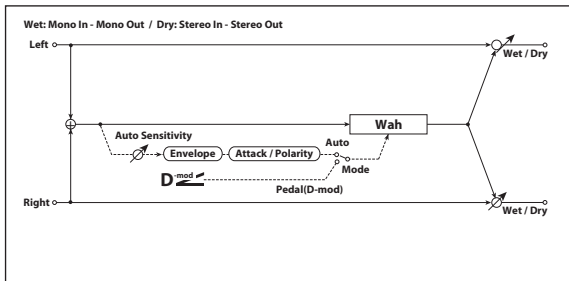 Wet: Mono In - Mono Out / Dry: Stereo In - Stereo Out
Left
Wet / Dry
Wah
Auto Sensitivity
Auto
Envelope
Attack / Polarity
Mode
D-mod
Pedal(D-mod)
Right
Wet / Dry